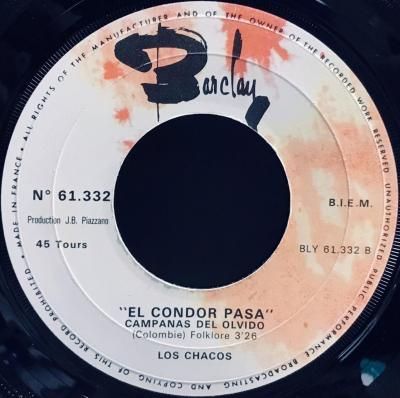 ALL RIGHTS OF THE MANUFACTURER AND OF THE OWNER OF THE RECORDED WORK RESERVED UNAUTHORIZED PUBLIC PERFORMANCE BROADCASTING AND COPYING OF THIS RECORD PROHIBITED • MADE IN FRANCE •
Barclay
N° 61.332
B.I.E.M.
Production J.B. Piazzano
45 Tours
BLY 61.332 B
"EL CONDOR PASA"
CAMPANAS DEL OLVIDO
(Colombie) Folklore 3'26
LOS CHACOS